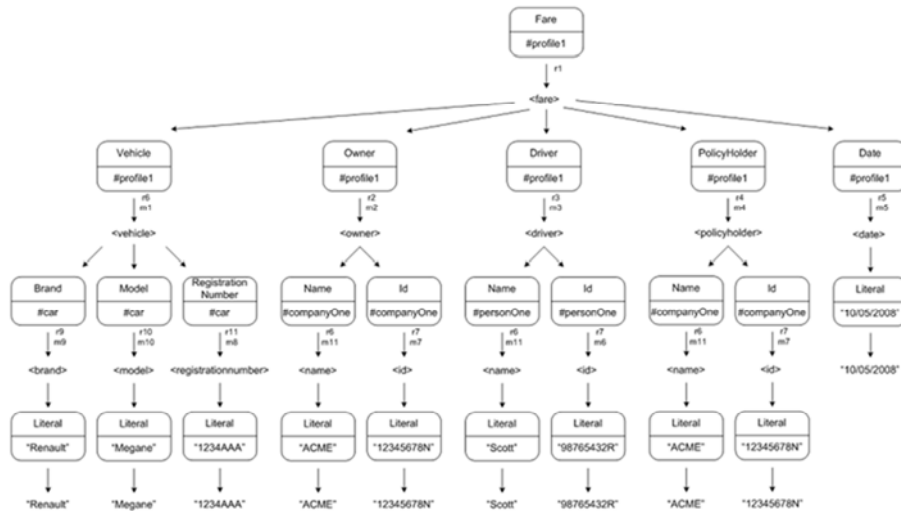 Fare
#profile1
r1
<fare>
Vehicle Owner Driver PolicyHolder Date
#profile1 #profile1 #profile1 #profile1 #profile1
r6 r2 r3 r4 r5
m1 m2 m3 m4 m5
<vehicle> <owner> <driver> <policyholder> <date>
Brand Model Registration Number Name Id Name Id Name Id Literal
#car #car #car #companyOne #companyOne #personOne #personOne #companyOne #companyOne "10/05/2008"
r9 r10 r11 r6 r7 r6 r7 r6 r7
m9 m10 m8 m11 m7 m11 m6 m11 m7
<brand> <model> <registrationnumber> <name> <id> <name> <id> <name> <id> "10/05/2008"
Literal Literal Literal Literal Literal Literal Literal Literal Literal
"Renault" "Megane" "1234AAA" "ACME" "12345678N" "Scott" "98765432R" "ACME" "12345678N"
"Renault" "Megane" "1234AAA" "ACME" "12345678N" "Scott" "98765432R" "ACME" "12345678N"